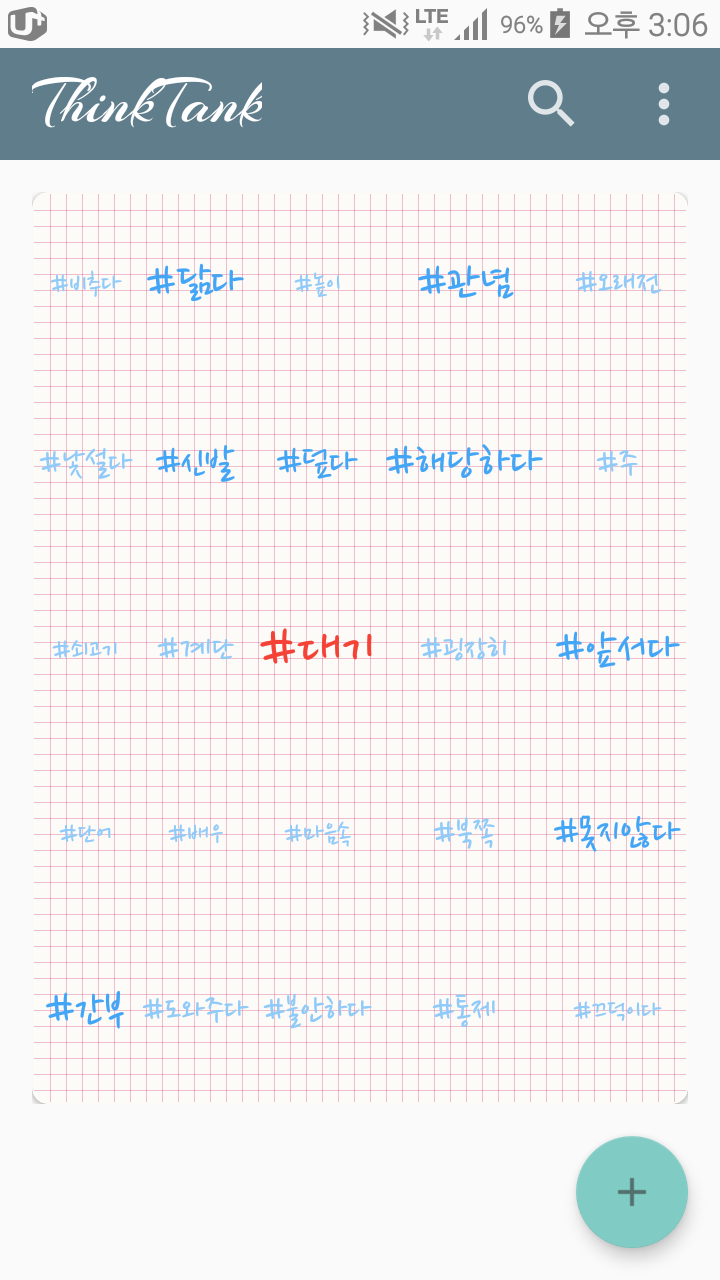 U+ LTE 96% 오후 3:06
ThinkTank
#비추다 #닮다 #높이 #관념 #오래전
#낯설다 #신발 #덮다 #해당하다 #주
#쇠고기 #계단 #대기 #굉장히 #앞서다
#단어 #배우 #마음속 #북쪽 #못지않다
#간부 #도와주다 #불안하다 #통제 #끄덕이다
+